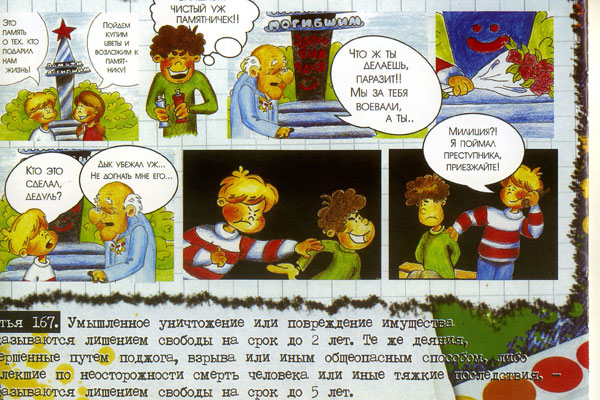 ЭТО
ПАМЯТЬ
О ТЕХ, КТО
ПОДАРИЛ
НАМ
ЖИЗНЬ!
ПОЙДЕМ
КУПИМ
ЦВЕТЫ И
ВОЗЛОЖИМ К
ПАМЯТ-
НИКУ!
ЧИСТЫЙ УЖ
ПАМЯТНИЧЕК!!
ПОГИБШИМ
ЧТО Ж ТЫ
ДЕЛАЕШЬ,
ПАРАЗИТ!!
МЫ ЗА ТЕБЯ
ВОЕВАЛИ,
А ТЫ..
КТО ЭТО
СДЕЛАЛ,
ДЕДУЛЬ?
ДЫК УБЕЖАЛ УЖ...
НЕ ДОГНАТЬ МНЕ ЕГО...
МИЛИЦИЯ?!
Я ПОЙМАЛ
ПРЕСТУПНИКА,
ПРИЕЗЖАЙТЕ!
тья 167. Умышленное уничтожение или повреждение имущества
казываются лишением свободы на срок до 2 лет. Те же деяния,
ершенные путем поджога, взрыва или иным общеопасным способом, либо
лекшие по неосторожности смерть человека или иные тяжкие последствия, –
казываются лишением свободы на срок до 5 лет.